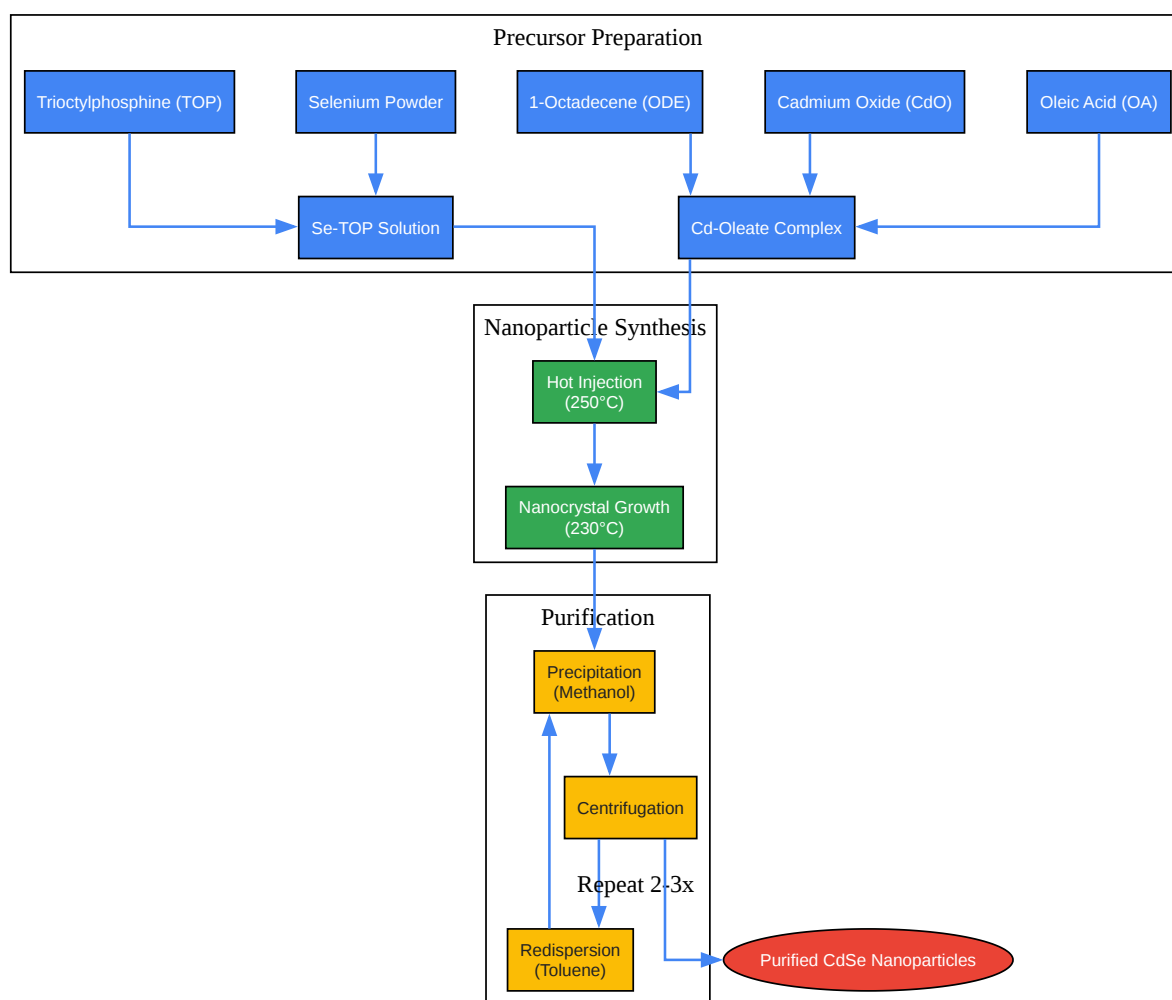 Precursor Preparation
Trioctylphosphine (TOP)
Selenium Powder
1-Octadecene (ODE)
Cadmium Oxide (CdO)
Oleic Acid (OA)
Se-TOP Solution
Cd-Oleate Complex
Nanoparticle Synthesis
Hot Injection
(250°C)
Nanocrystal Growth
(230°C)
Purification
Precipitation
(Methanol)
Centrifugation
Repeat 2-3x
Redispersion
(Toluene)
Purified CdSe Nanoparticles